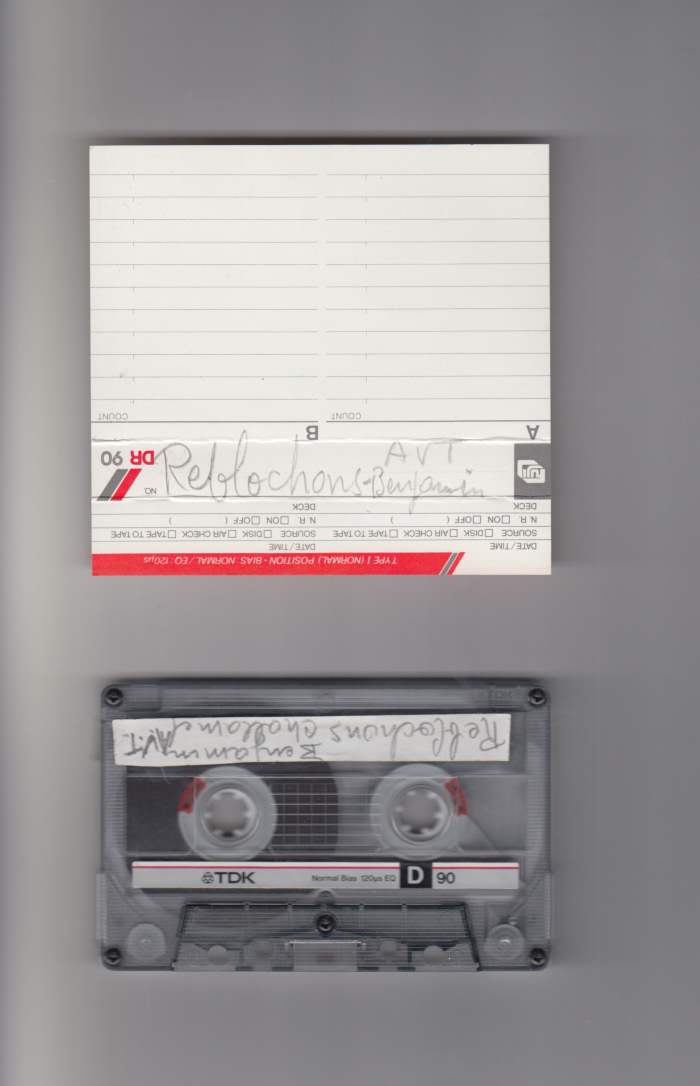 COUNT
COUNT
B
A
DR 90
AVT
NO.
Reblochons-Benjamin
DECK
DECK
N. R. □ ON □ OFF ( )
N. R. □ ON □ OFF ( )
SOURCE □ DISK □ AIR CHECK □ TAPE TO TAPE
SOURCE □ DISK □ AIR CHECK □ TAPE TO TAPE
DATE/TIME
DATE/TIME
TYPE I (NORMAL) POSITION · BIAS: NORMAL/EQ: 120µs
TDK
Reblochons challamel
Benjamin A.V.T.
TDK
Normal Bias 120µs EQ
D 90